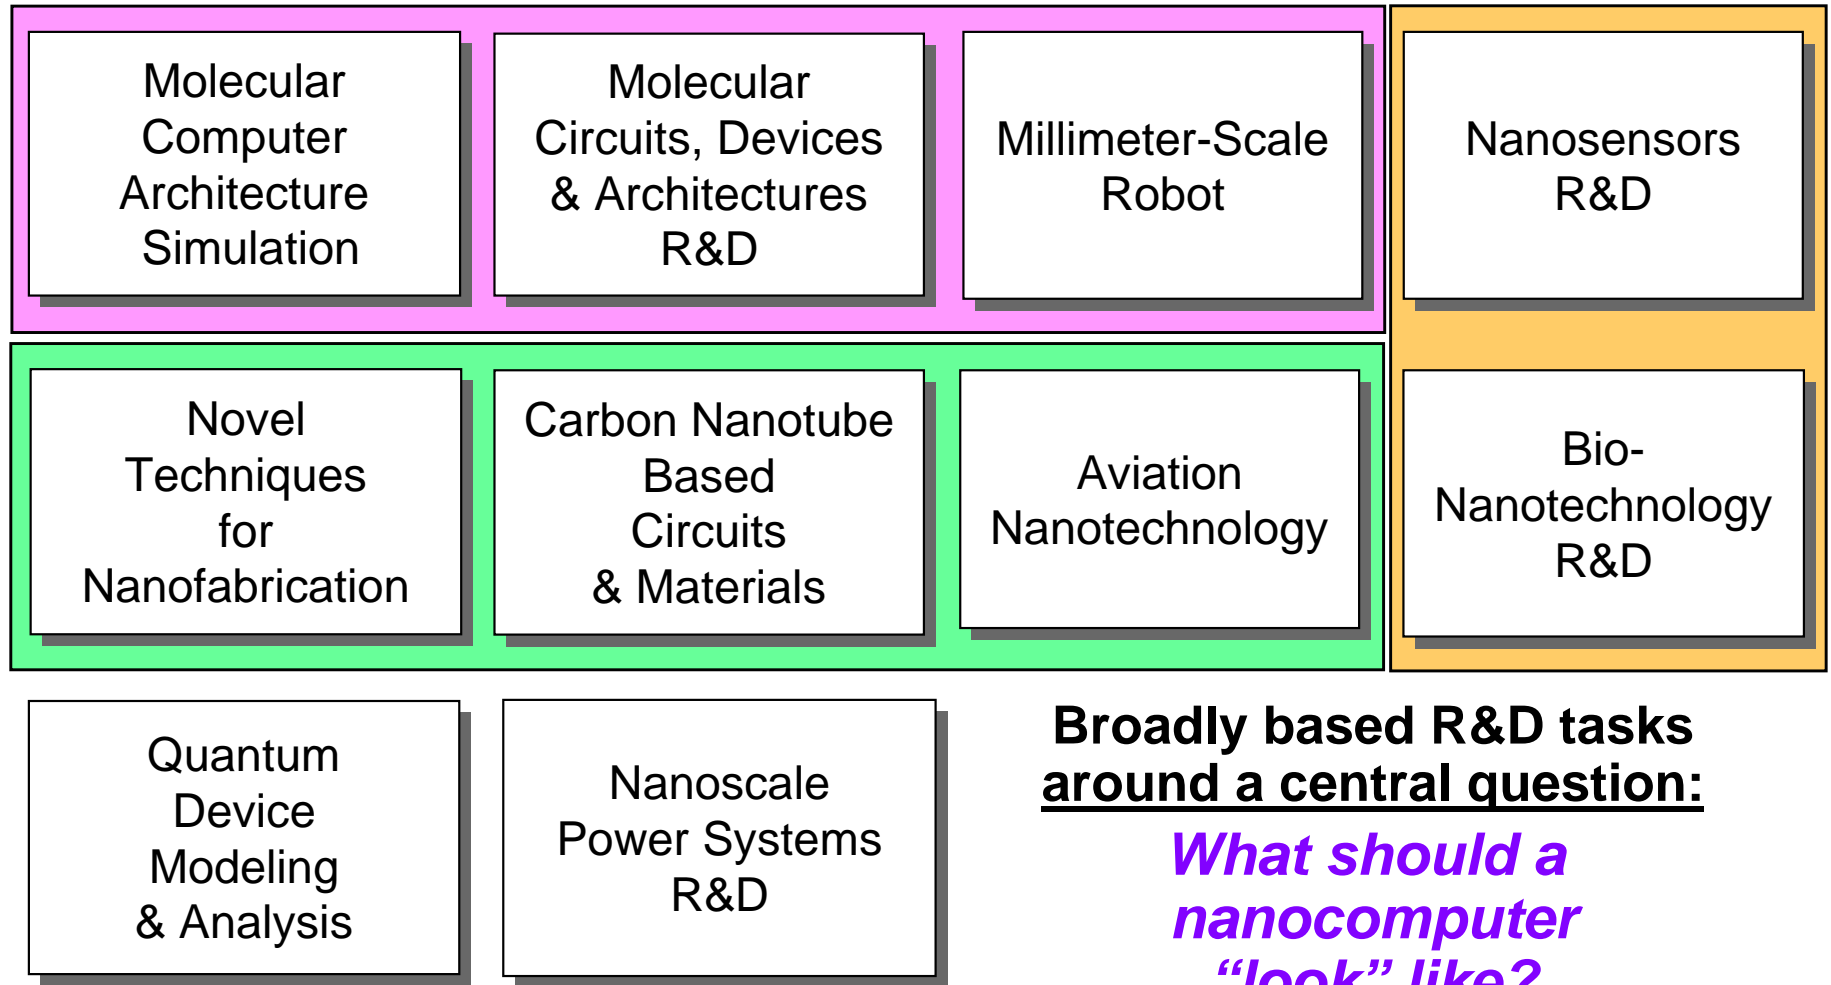 Molecular
Computer
Architecture
Simulation
Molecular
Circuits, Devices
& Architectures
R&D
Millimeter-Scale
Robot
Nanosensors
R&D
Novel
Techniques
for
Nanofabrication
Carbon Nanotube
Based
Circuits
& Materials
Aviation
Nanotechnology
Bio-
Nanotechnology
R&D
Quantum
Device
Modeling
& Analysis
Nanoscale
Power Systems
R&D
Broadly based R&D tasks
around a central question:
What should a
nanocomputer
“look” like?